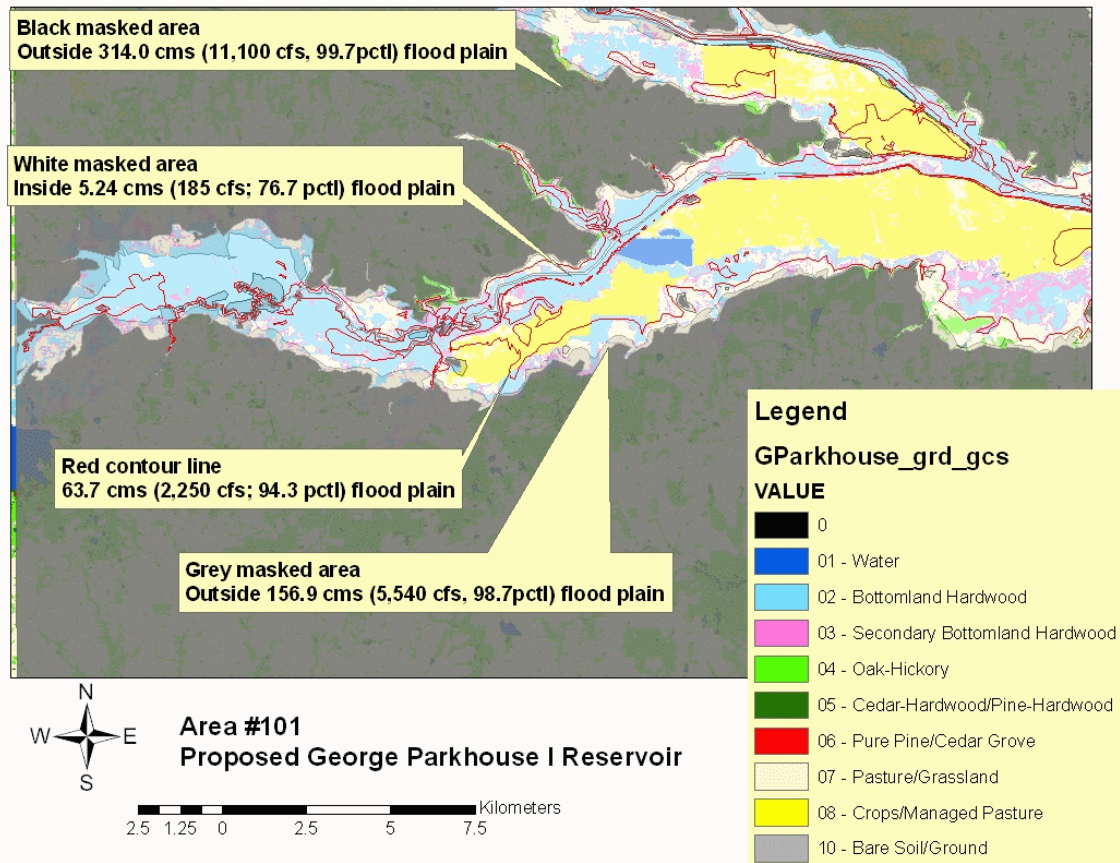 Black masked area
Outside 314.0 cms (11,100 cfs, 99.7pctl) flood plain
White masked area
Inside 5.24 cms (185 cfs; 76.7 pctl) flood plain
Red contour line
63.7 cms (2,250 cfs; 94.3 pctl) flood plain
Grey masked area
Outside 156.9 cms (5,540 cfs, 98.7pctl) flood plain
Legend
GParkhouse_grd_gcs
VALUE
0
01 - Water
02 - Bottomland Hardwood
03 - Secondary Bottomland Hardwood
04 - Oak-Hickory
05 - Cedar-Hardwood/Pine-Hardwood
06 - Pure Pine/Cedar Grove
07 - Pasture/Grassland
08 - Crops/Managed Pasture
10 - Bare Soil/Ground
N
W E
S
Area #101
Proposed George Parkhouse I Reservoir
Kilometers
2.5 1.25 0 2.5 5 7.5